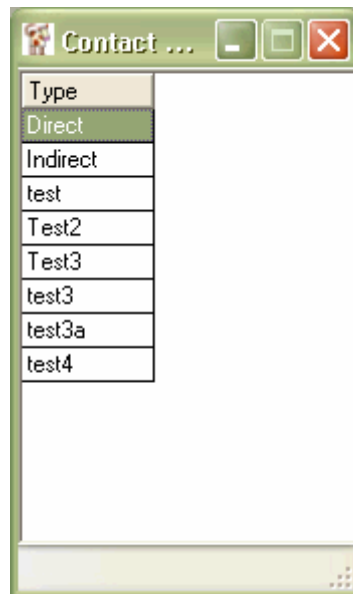 Contact ...
Type
Direct
Indirect
test
Test2
Test3
test3
test3a
test4